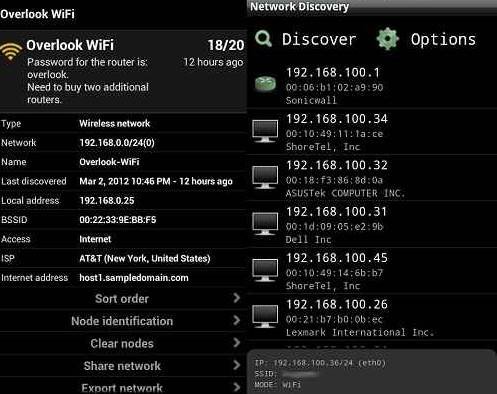 Overlook WiFi
Overlook WiFi 18/20
Password for the router is: 12 hours ago
overlook.
Need to buy two additional
routers.
Type Wireless network
Network 192.168.0.0/24(0)
Name Overlook-WiFi
Last discovered Mar 2, 2012 10:46 PM - 12 hours ago
Local address 192.168.0.25
BSSID 00:22:33:9E:BB:F5
Access Internet
ISP AT&T (New York, United States)
Internet address host1.sampledomain.com
Sort order
Node identification
Clear nodes
Share network
Export network
Network Discovery
Discover Options
192.168.100.1
00:06:b1:02:a9:90
Sonicwall
192.168.100.34
00:10:49:11:1a:ce
ShoreTel, Inc
192.168.100.32
00:18:f3:86:8d:0a
ASUSTek COMPUTER INC.
192.168.100.31
00:1d:09:05:e2:9b
Dell Inc
192.168.100.45
00:10:49:14:6b:b7
ShoreTel, Inc
192.168.100.26
00:21:b7:b0:0b:ec
Lexmark International Inc.
IP: 192.168.100.36/24 (eth0)
SSID:
MODE: WiFi